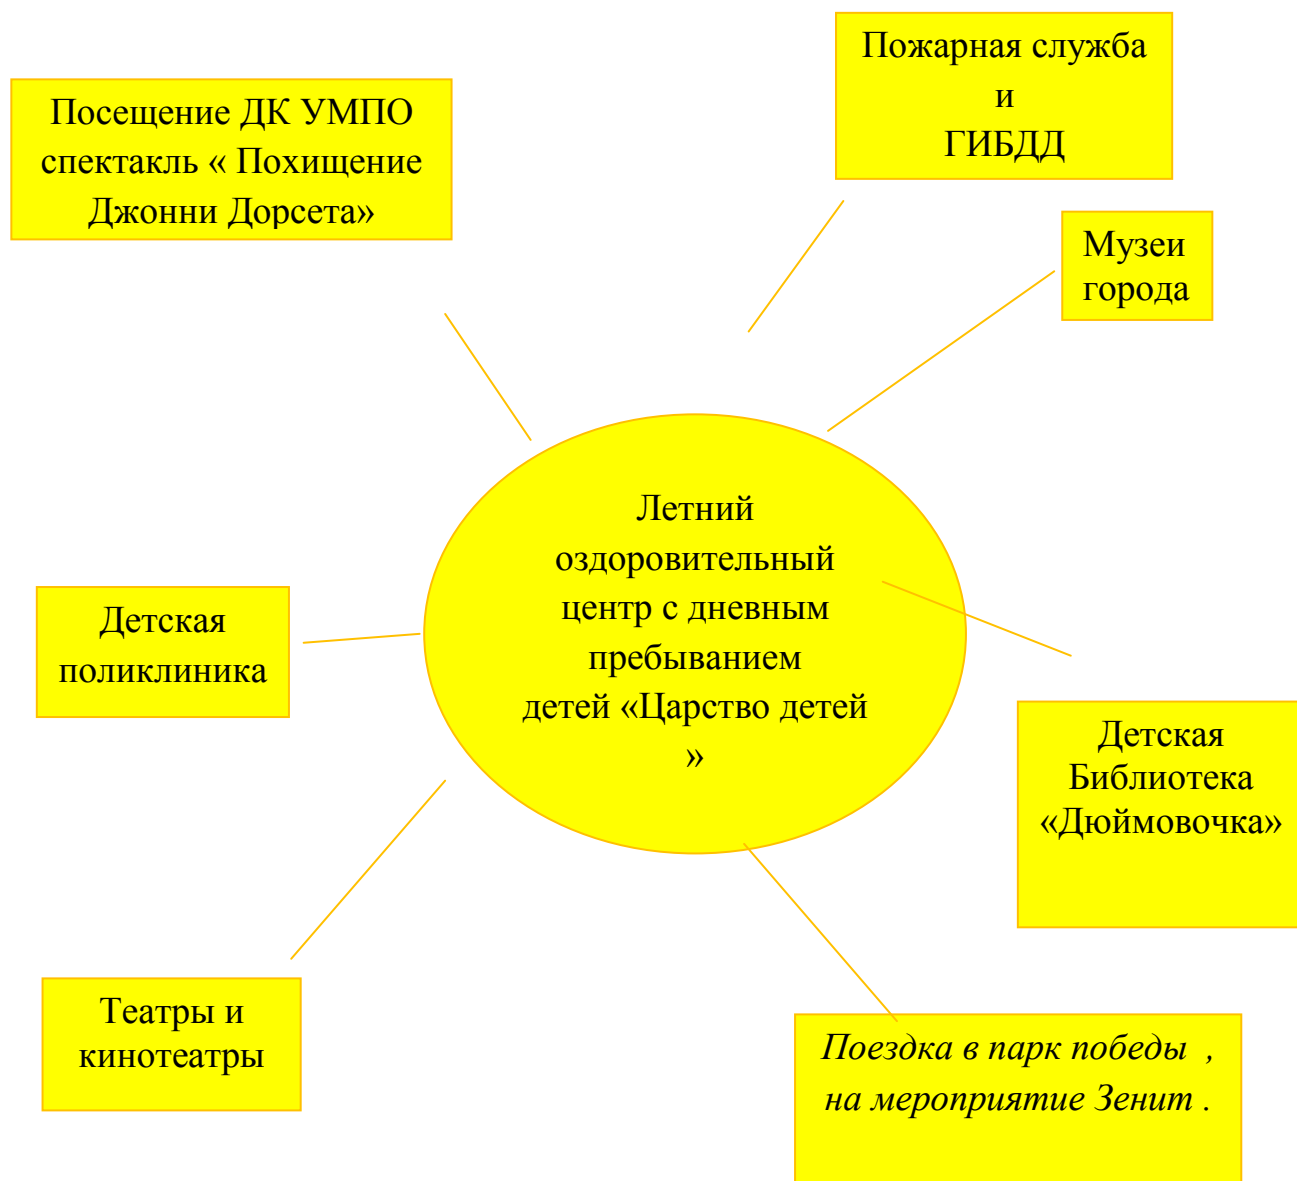 Пожарная служба
и
ГИБДД
Посещение ДК УМПО
спектакль « Похищение
Джонни Дорсета»
Музеи
города
Летний
оздоровительный
центр с дневным
пребыванием
детей «Царство детей
»
Детская
поликлиника
Детская
Библиотека
«Дюймовочка»
Театры и
кинотеатры
Поездка в парк победы ,
на мероприятие Зенит .